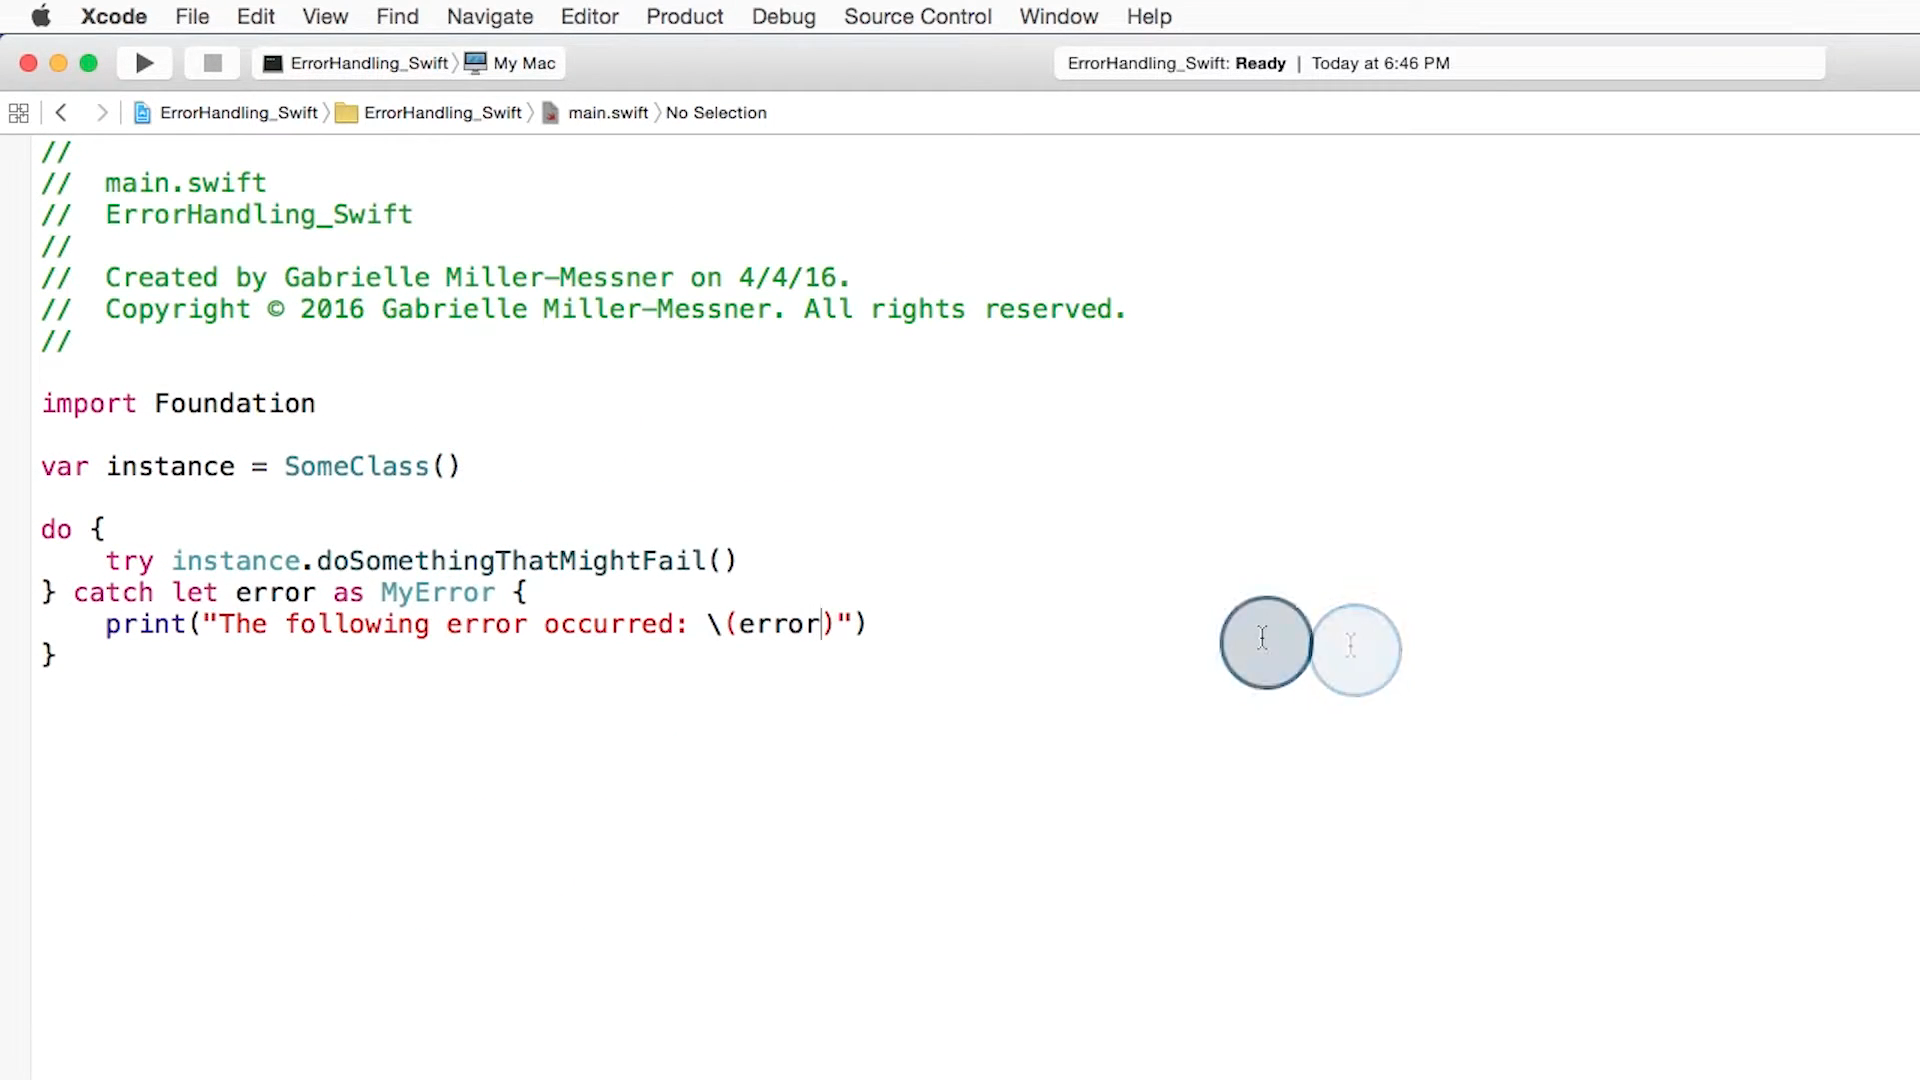 Xcode File Edit View Find Navigate Editor Product Debug Source Control Window Help
ErrorHandling_Swift 〉 My Mac ErrorHandling_Swift: Ready | Today at 6:46 PM
ErrorHandling_Swift 〉 ErrorHandling_Swift 〉 main.swift 〉 No Selection
//
//  main.swift
//  ErrorHandling_Swift
//
//  Created by Gabrielle Miller-Messner on 4/4/16.
//  Copyright © 2016 Gabrielle Miller-Messner. All rights reserved.
//
import Foundation
var instance = SomeClass()
do {
    try instance.doSomethingThatMightFail()
} catch let error as MyError {
    print("The following error occurred: \(error)")
}